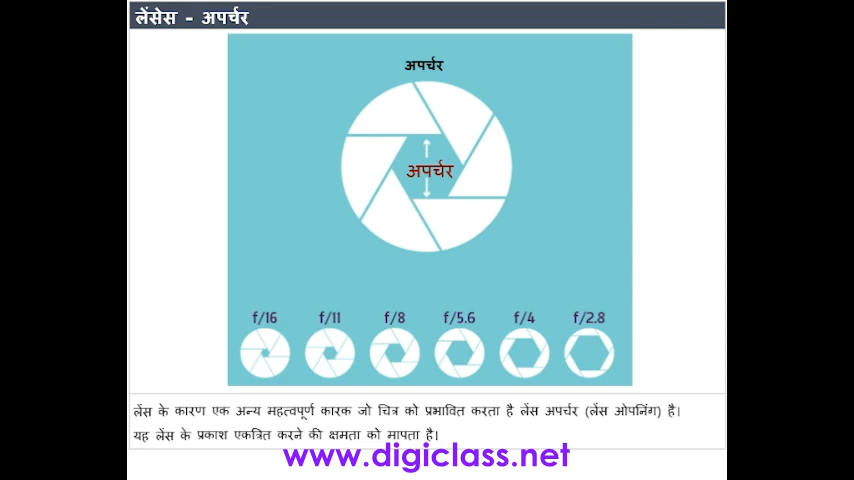 लेंसेस - अपर्चर
अपर्चर
अपर्चर
f/16 f/11 f/8 f/5.6 f/4 f/2.8
लेंस के कारण एक अन्य महत्वपूर्ण कारक जो चित्र को प्रभावित करता है लेंस अपर्चर (लेंस ओपनिंग) है।
यह लेंस के प्रकाश एकत्रित करने की क्षमता को मापता है।
www.digiclass.net